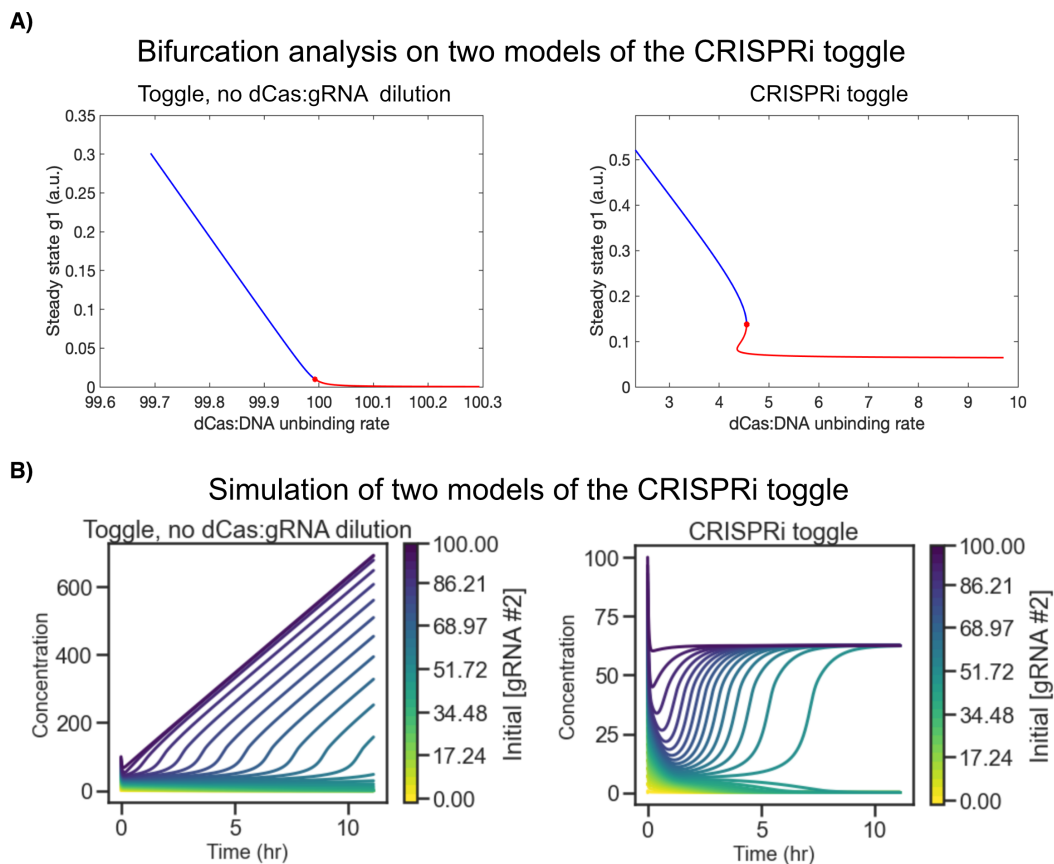 A)
Bifurcation analysis on two models of the CRISPRi toggle
Toggle, no dCas:gRNA dilution
0.35
0.3
0.25
0.2
0.15
0.1
0.05
0
Steady state g1 (a.u.)
99.6 99.7 99.8 99.9 100 100.1 100.2 100.3
dCas:DNA unbinding rate
CRISPRi toggle
0.5
0.4
0.3
0.2
0.1
0
Steady state g1 (a.u.)
3 4 5 6 7 8 9 10
dCas:DNA unbinding rate
B)
Simulation of two models of the CRISPRi toggle
Toggle, no dCas:gRNA dilution
600
400
200
0
Concentration
0 5 10
Time (hr)
100.00
86.21
68.97
51.72
34.48
17.24
0.00
Initial [gRNA #2]
CRISPRi toggle
100
75
50
25
0
Concentration
0 5 10
Time (hr)
100.00
86.21
68.97
51.72
34.48
17.24
0.00
Initial [gRNA #2]